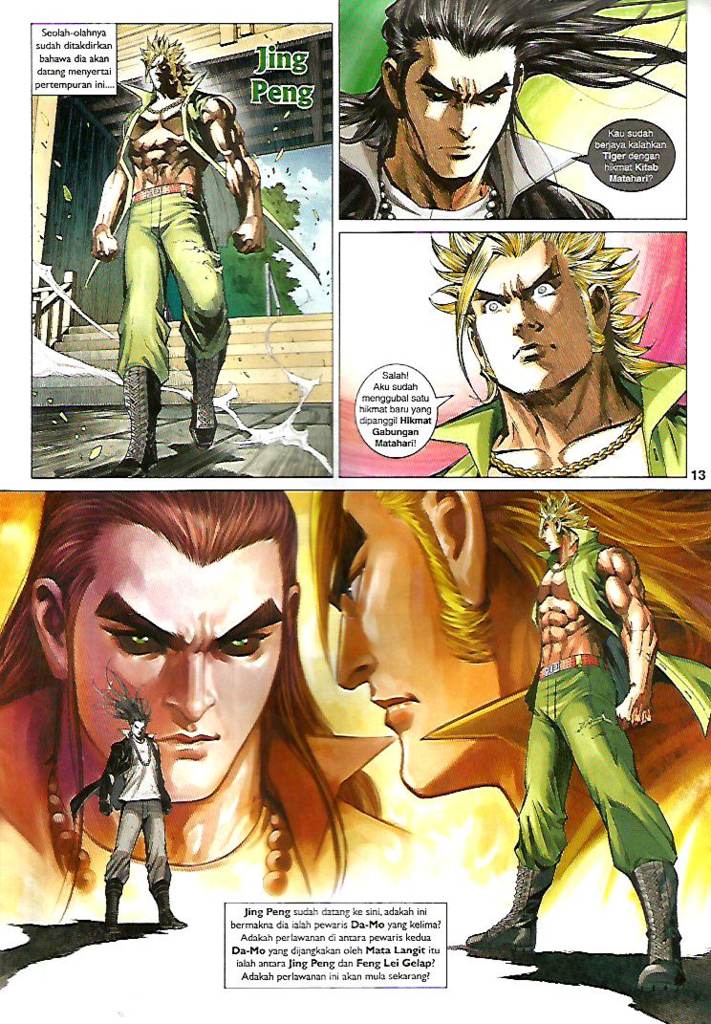 Seolah-olahnya
sudah ditakdirkan
bahawa dia akan
datang menyertai
pertempuran ini....
Jing
Peng
Kau sudah
berjaya kalahkan
Tiger dengan
hikmat Kitab
Matahari?
Salah!
Aku sudah
menggubal satu
hikmat baru yang
dipanggil Hikmat
Gabungan
Matahari!
13
Jing Peng sudah datang ke sini, adakah ini
bermakna dia ialah pewaris Da-Mo yang kelima?
Adakah perlawanan di antara pewaris kedua
Da-Mo yang dijangkakan oleh Mata Langit itu
ialah antara Jing Peng dan Feng Lei Gelap?
Adakah perlawanan ini akan mula sekarang?